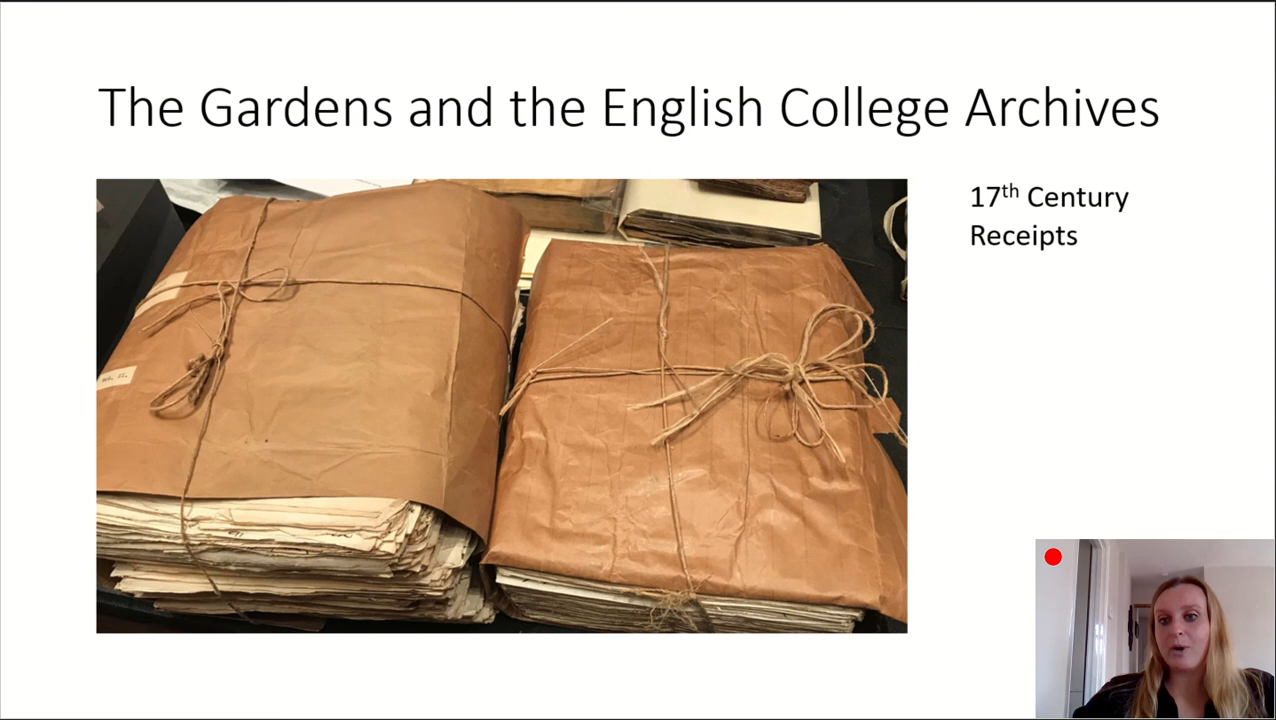 The Gardens and the English College Archives
17th Century
Receipts